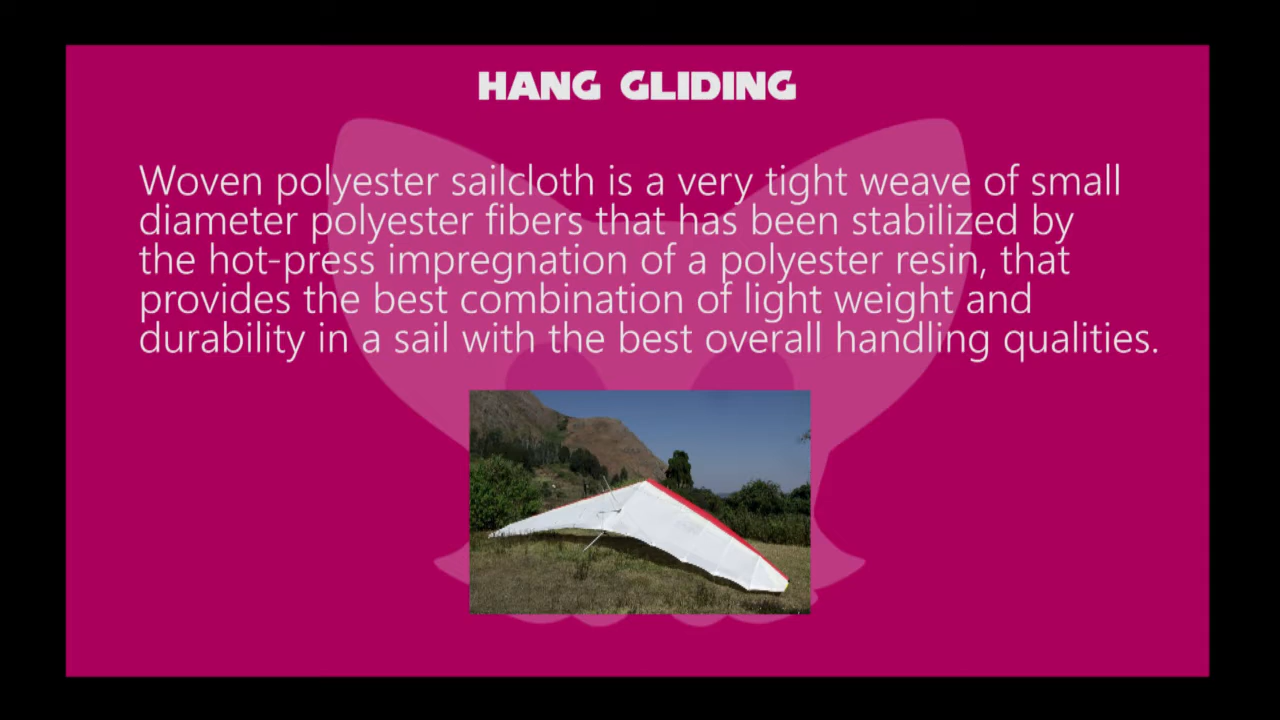 HANG GLIDING
Woven polyester sailcloth is a very tight weave of small
diameter polyester fibers that has been stabilized by
the hot-press impregnation of a polyester resin, that
provides the best combination of light weight and
durability in a sail with the best overall handling qualities.